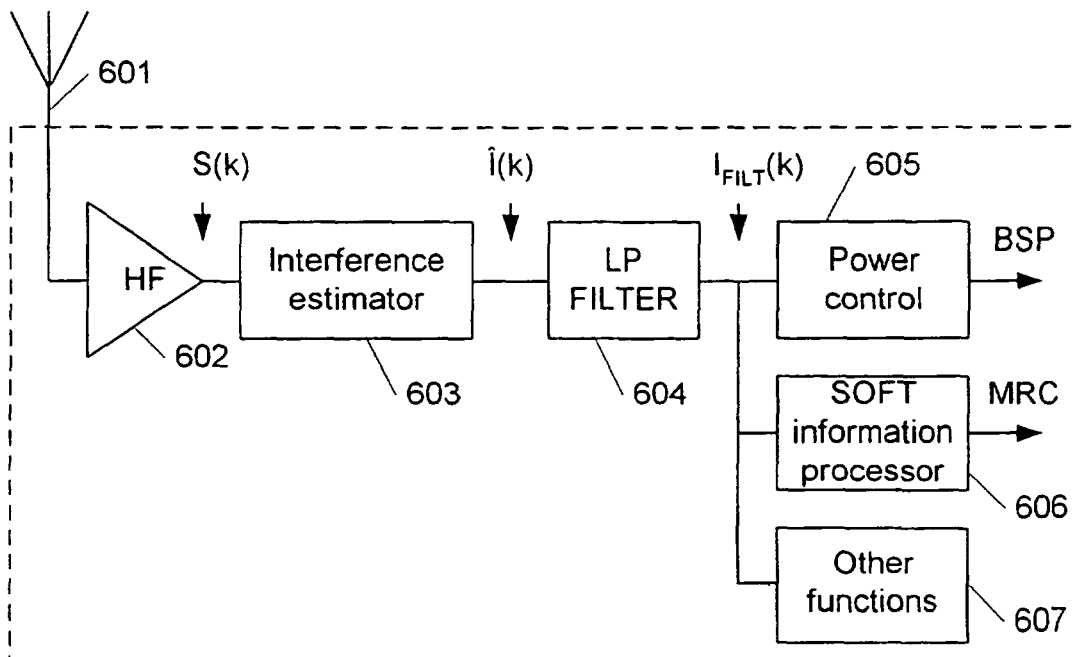 601
S(k)
Î(k)
I_FILT(k)
605
HF
602
Interference
estimator
603
LP
FILTER
604
Power
control
BSP
SOFT
information
processor
MRC
606
Other
functions
607